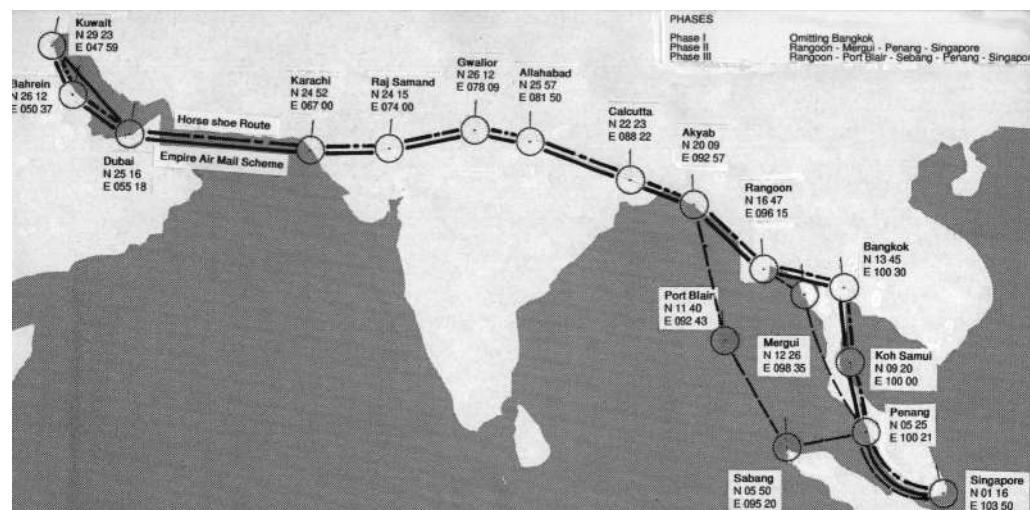 PHASES
Phase I Omitting Bangkok
Phase II Rangoon - Mergui - Penang - Singapore
Phase III Rangoon - Port Blair - Sebang - Penang - Singapor
Kuwait
N 29 23
E 047 59
Bahrein
N 26 12
E 050 37
Dubai
N 25 16
E 055 18
Horse shoe Route
Empire Air Mail Scheme
Karachi
N 24 52
E 067 00
Raj Samand
N 24 15
E 074 00
Gwalior
N 26 12
E 078 09
Allahabad
N 25 57
E 081 50
Calcutta
N 22 23
E 088 22
Akyab
N 20 09
E 092 57
Rangoon
N 16 47
E 096 15
Bangkok
N 13 45
E 100 30
Port Blair
N 11 40
E 092 43
Mergui
N 12 26
E 098 35
Koh Samui
N 09 20
E 100 00
Penang
N 05 25
E 100 21
Sabang
N 05 50
E 095 20
Singapore
N 01 16
E 103 50